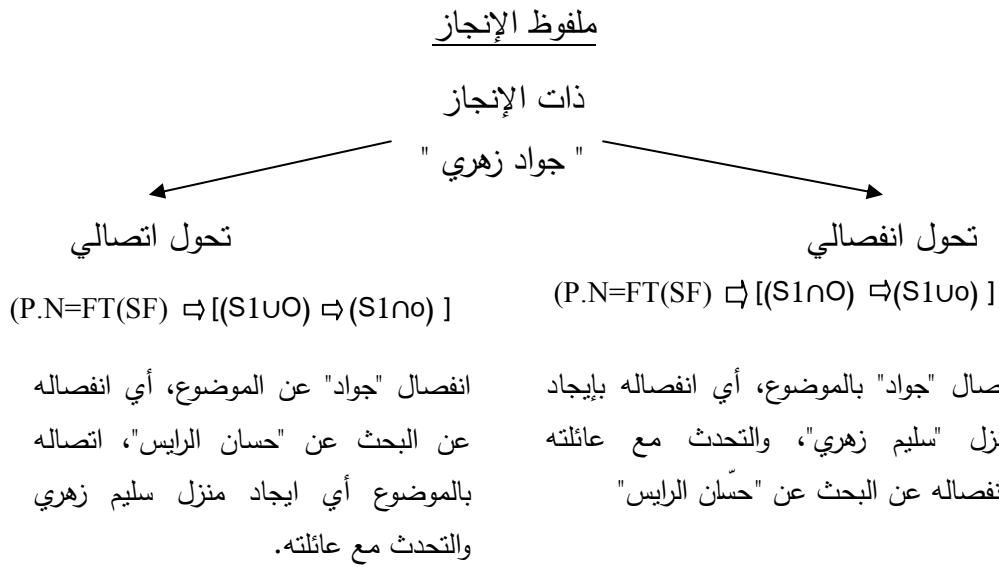 ملفوظ الإنجاز
ذات الإنجاز
" جواد زهري "
تحول انفصالي
(P.N=FT(SF) ⇨ [(S1∩O) ⇨(S1∪o) ]
بالموضوع، أي انفصاله بإيجاد "جواد"
"سليم زهري"، والتحدث مع عائلته
عن البحث عن "حسّان الرايس"
تحول اتصالي
(P.N=FT(SF) ⇨ [(S1∪O) ⇨ (S1∩o) ]
انفصال "جواد" عن الموضوع، أي انفصاله
عن البحث عن "حسان الرايس"، اتصاله
بالموضوع أي ايجاد منزل سليم زهري
والتحدث مع عائلته.